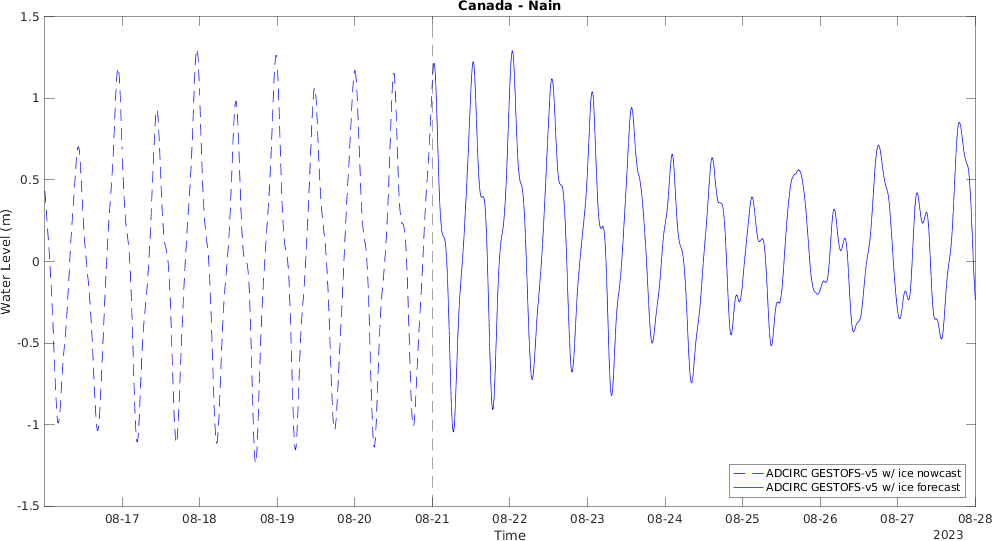 Canada - Nain
1.5
1
0.5
0
-0.5
-1
-1.5
Water Level (m)
ADCIRC GESTOFS-v5 w/ ice nowcast
ADCIRC GESTOFS-v5 w/ ice forecast
08-17 08-18 08-19 08-20 08-21 08-22 08-23 08-24 08-25 08-26 08-27 08-28
Time
2023